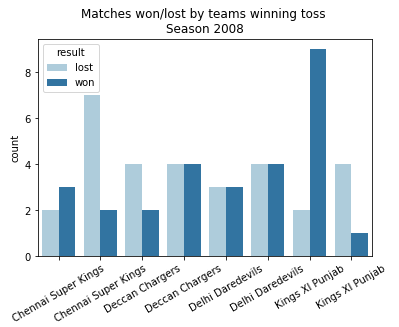 Matches won/lost by teams winning toss
Season 2008
result
lost
won
count
8
6
4
2
0
Chennai Super Kings
Chennai Super Kings
Deccan Chargers
Deccan Chargers
Delhi Daredevils
Delhi Daredevils
Kings XI Punjab
Kings XI Punjab